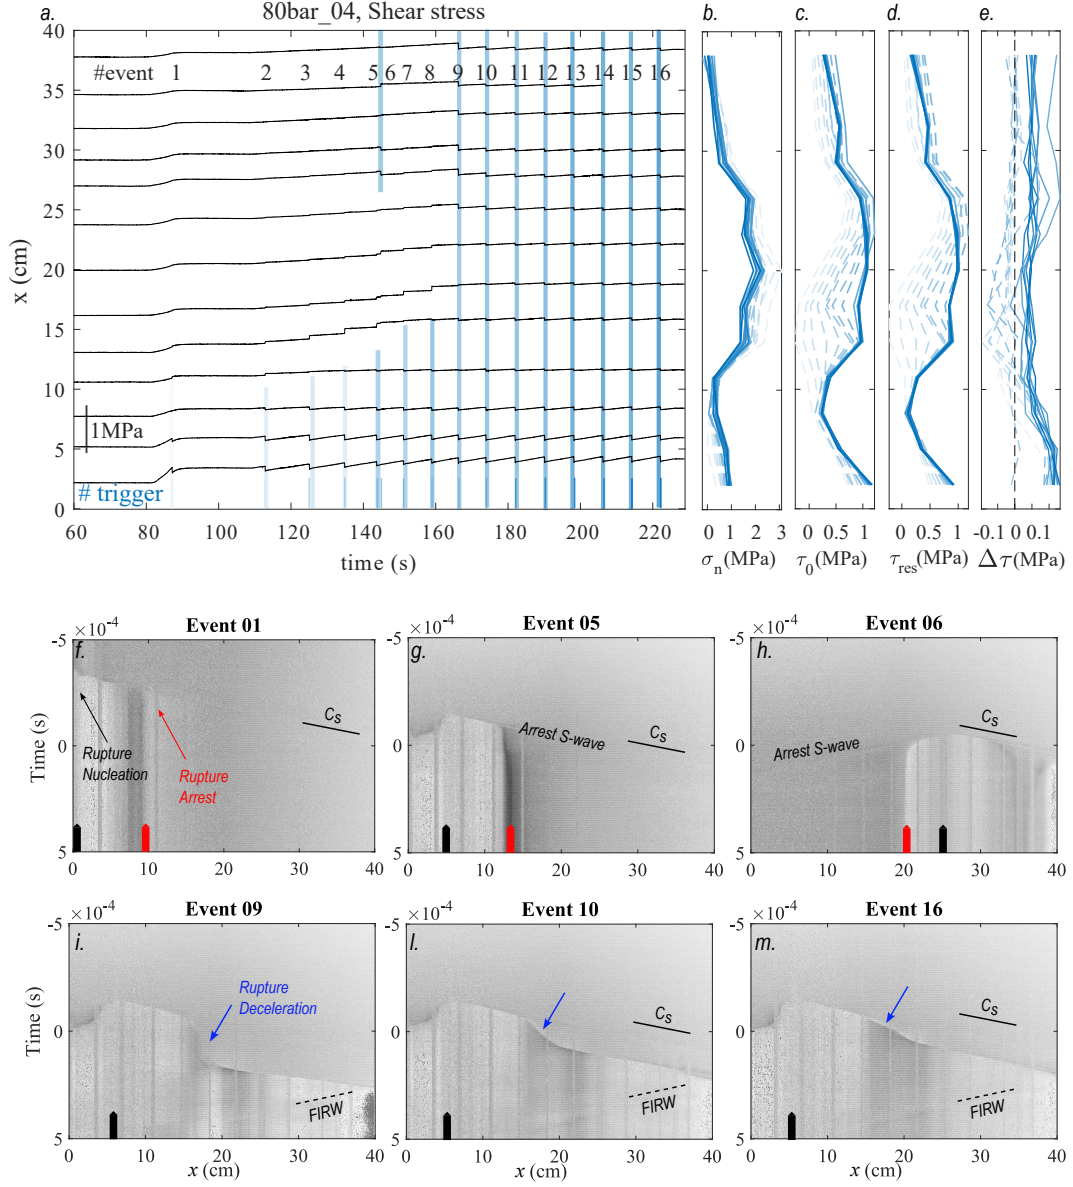 a. 80bar_04, Shear stress b. c. d. e.
40
#event 1 2 3 4 5 6 7 8 9 10 11 12 13 14 15 16
35
30
25
20
15
10
5
0
x (cm)
1MPa
# trigger
60 80 100 120 140 160 180 200 220
time (s)
0 1 2 3
σn(MPa)
0 0.5 1
τ0(MPa)
0 0.5 1
τres(MPa)
-0.1 0 0.1
Δτ(MPa)
Event 01
×10-4
f.
-5
0
5
Time (s)
Rupture
Nucleation
Rupture
Arrest
Cs
0 10 20 30 40
Event 05
×10-4
g.
-5
0
5
Arrest S-wave
Cs
0 10 20 30 40
Event 06
×10-4
h.
-5
0
5
Arrest S-wave
Cs
0 10 20 30 40
Event 09
×10-4
i.
-5
0
5
Time (s)
Rupture
Deceleration
FIRW
0 10 20 30 40
x (cm)
Event 10
×10-4
l.
-5
0
5
Cs
FIRW
0 10 20 30 40
x (cm)
Event 16
×10-4
m.
-5
0
5
Cs
FIRW
0 10 20 30 40
x (cm)